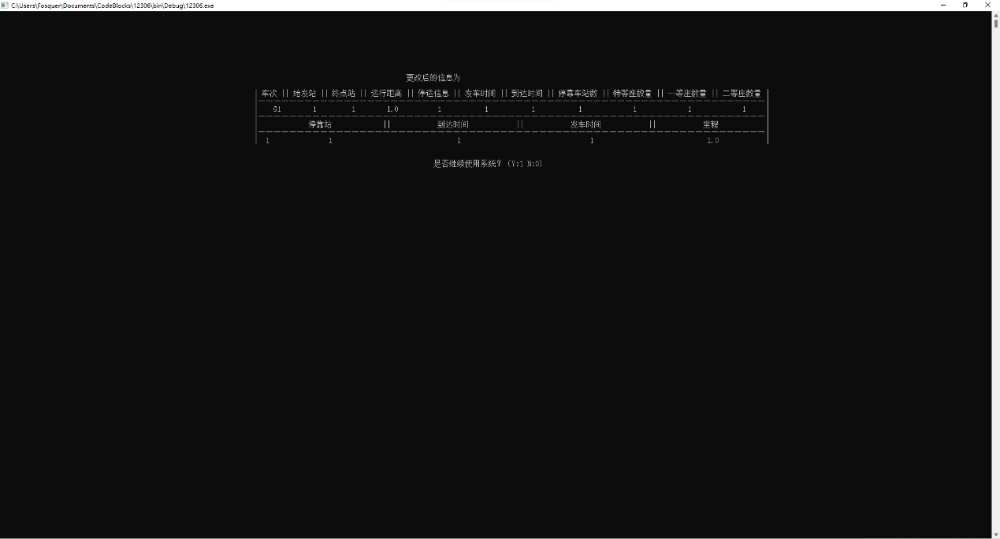 C:\Users\Fosquer\Documents\CodeBlocks\12306\bin\Debug\12306.exe
更改后的信息为
| 车次 || 始发站 || 终点站 || 运行距离 || 停运信息 || 发车时间 || 到达时间 || 停靠车站数 || 特等座数量 || 一等座数量 || 二等座数量 |
G1 1 1 1.0 1 1 1 1 1 1 1
停靠站 || 到达时间 || 发车时间 || 里程
1 1 1 1 1.0
是否继续使用系统? (Y:1 N:0)